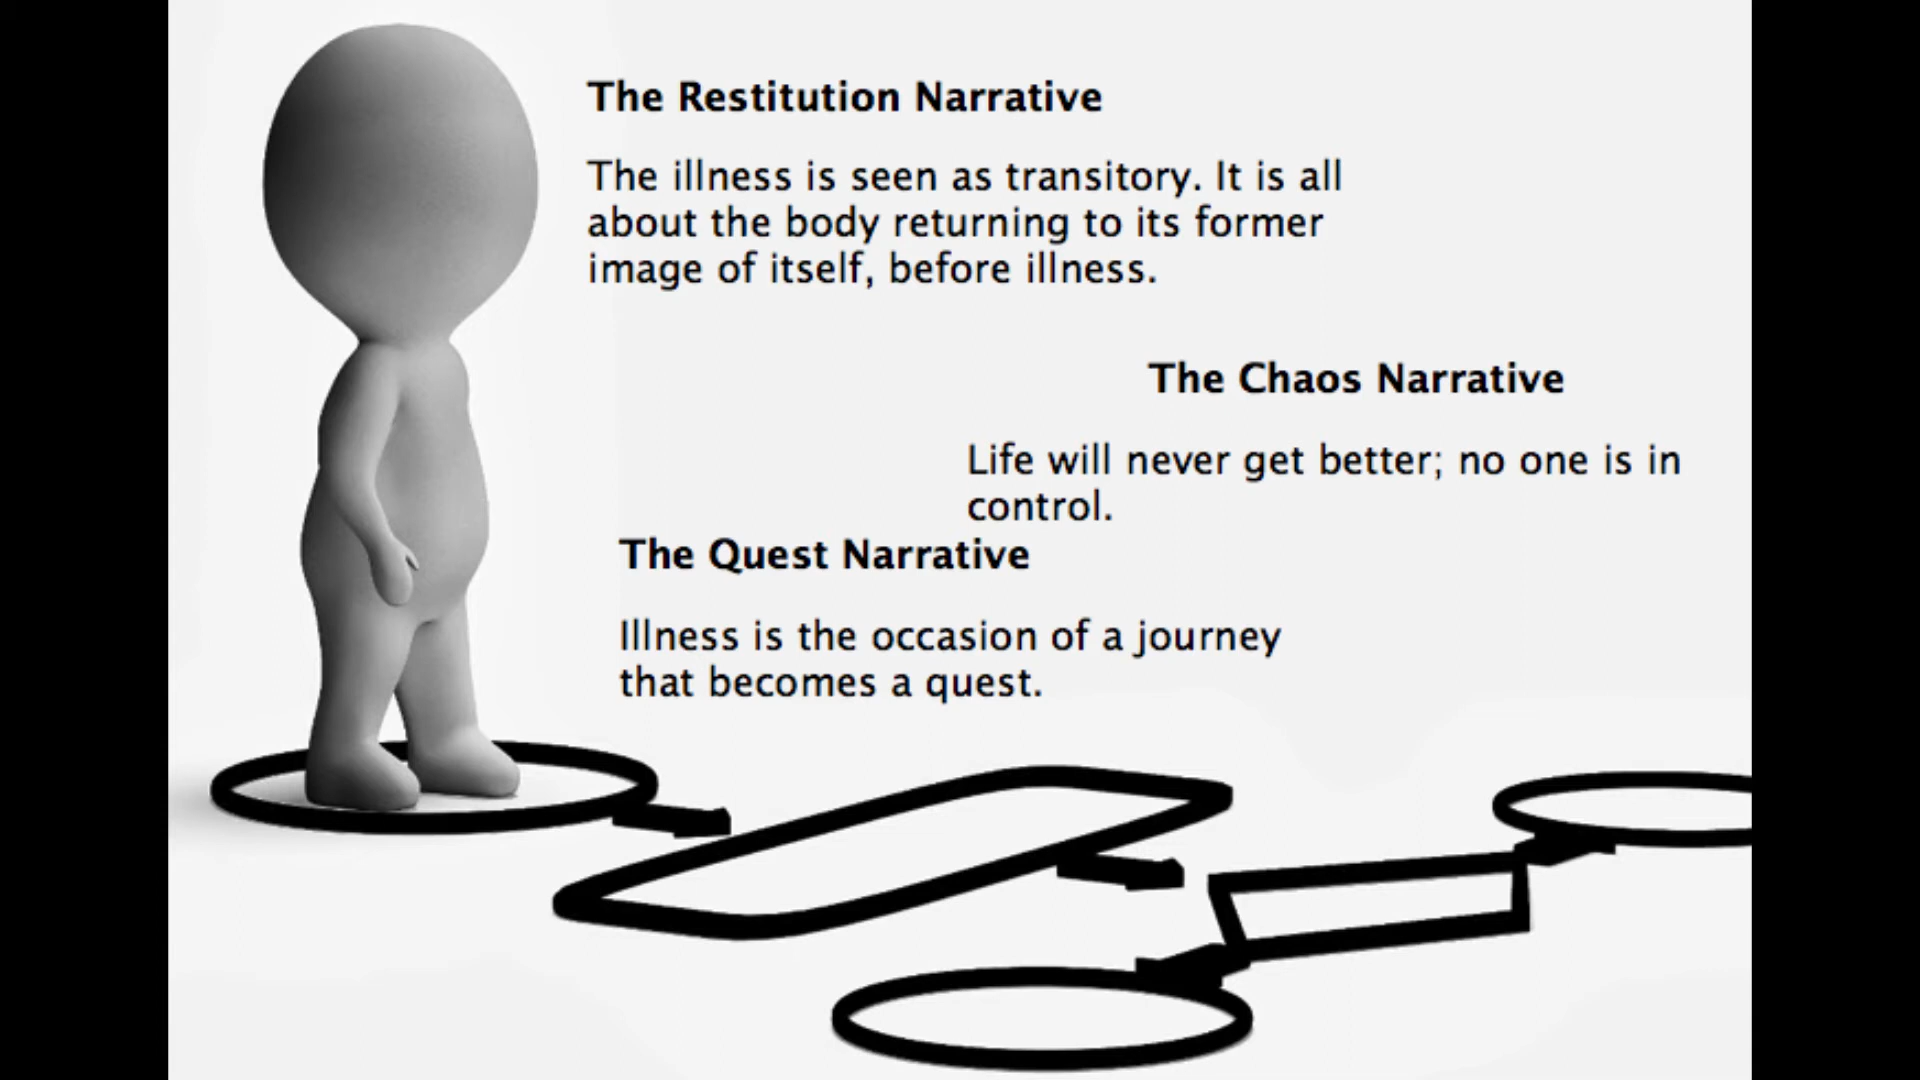 The Restitution Narrative
The illness is seen as transitory. It is all
about the body returning to its former
image of itself, before illness.
The Chaos Narrative
Life will never get better; no one is in
control.
The Quest Narrative
Illness is the occasion of a journey
that becomes a quest.